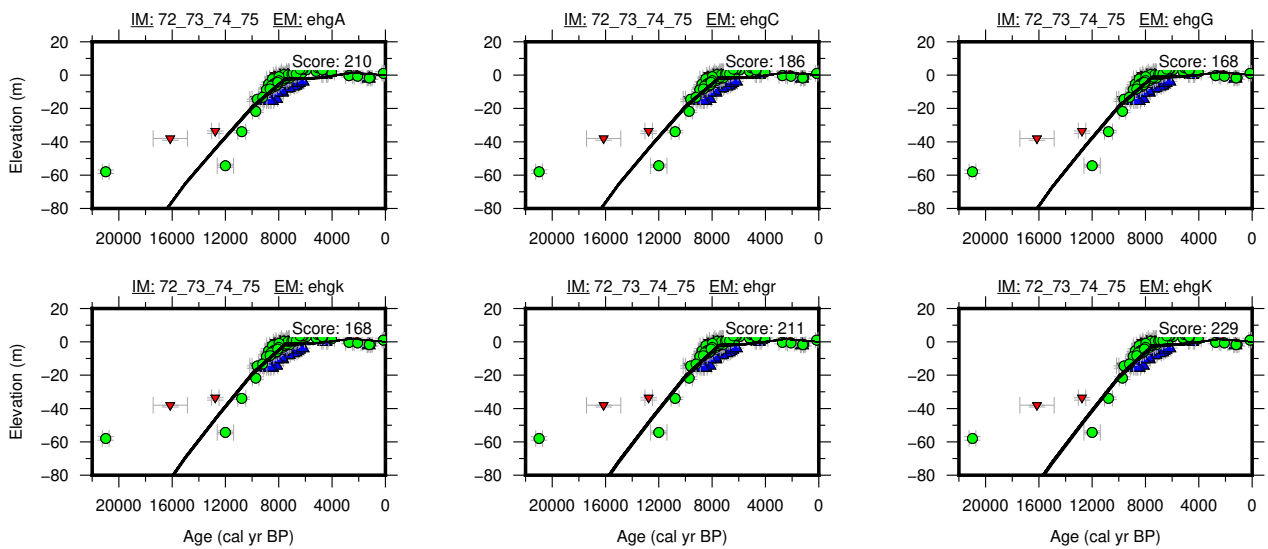 IM: 72_73_74_75 EM: ehgA
IM: 72_73_74_75 EM: ehgC
IM: 72_73_74_75 EM: ehgG
Score: 210
Score: 186
Score: 168
Elevation (m)
20
0
−20
−40
−60
−80
20000 16000 12000 8000 4000 0
20
0
−20
−40
−60
−80
20000 16000 12000 8000 4000 0
20
0
−20
−40
−60
−80
20000 16000 12000 8000 4000 0
IM: 72_73_74_75 EM: ehgk
IM: 72_73_74_75 EM: ehgr
IM: 72_73_74_75 EM: ehgK
Score: 168
Score: 211
Score: 229
Elevation (m)
20
0
−20
−40
−60
−80
20000 16000 12000 8000 4000 0
Age (cal yr BP)
20
0
−20
−40
−60
−80
20000 16000 12000 8000 4000 0
Age (cal yr BP)
20
0
−20
−40
−60
−80
20000 16000 12000 8000 4000 0
Age (cal yr BP)